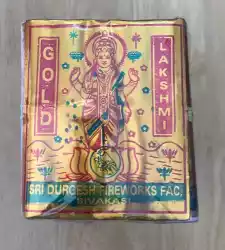 GOLD
LAKSHMI
SRI DURGESH FIREWORKS FAC.
SIVAKASI